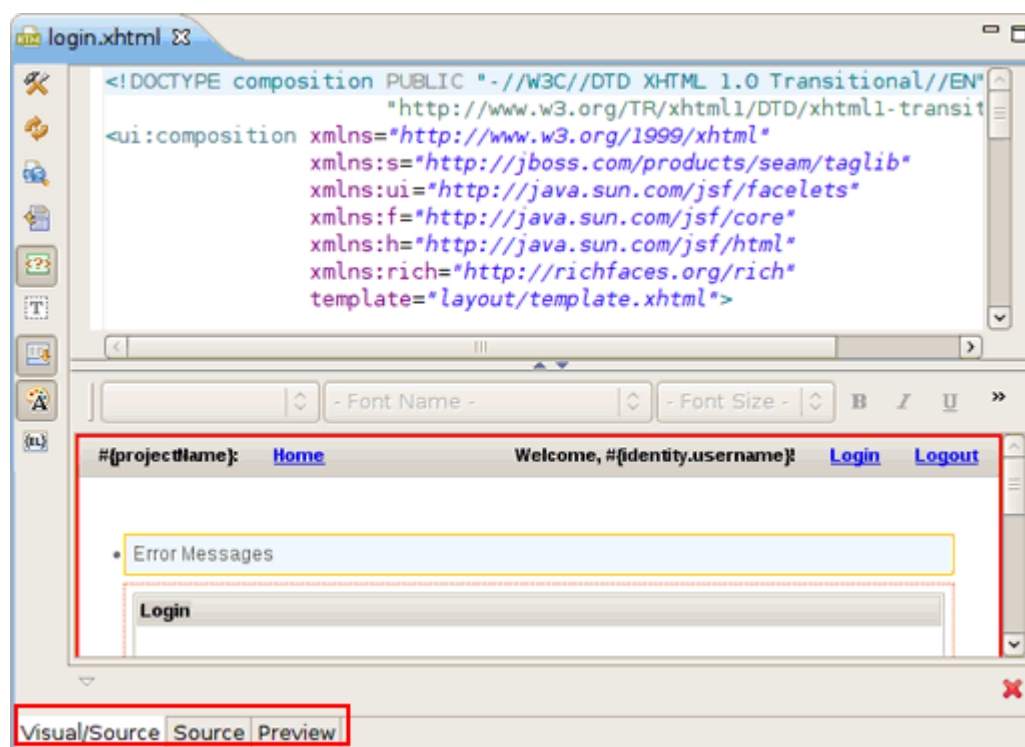 login.xhtml
<!DOCTYPE composition PUBLIC "-//W3C//DTD XHTML 1.0 Transitional//EN"
"http://www.w3.org/TR/xhtml1/DTD/xhtml1-transit
<ui:composition xmlns="http://www.w3.org/1999/xhtml"
xmlns:s="http://jboss.com/products/seam/taglib"
xmlns:ui="http://java.sun.com/jsf/facelets"
xmlns:f="http://java.sun.com/jsf/core"
xmlns:h="http://java.sun.com/jsf/html"
xmlns:rich="http://richfaces.org/rich"
template="layout/template.xhtml">
- Font Name - - Font Size - B I U »
#{projectName}: Home Welcome, #{identity.username}! Login Logout
• Error Messages
Login
Visual/Source Source Preview